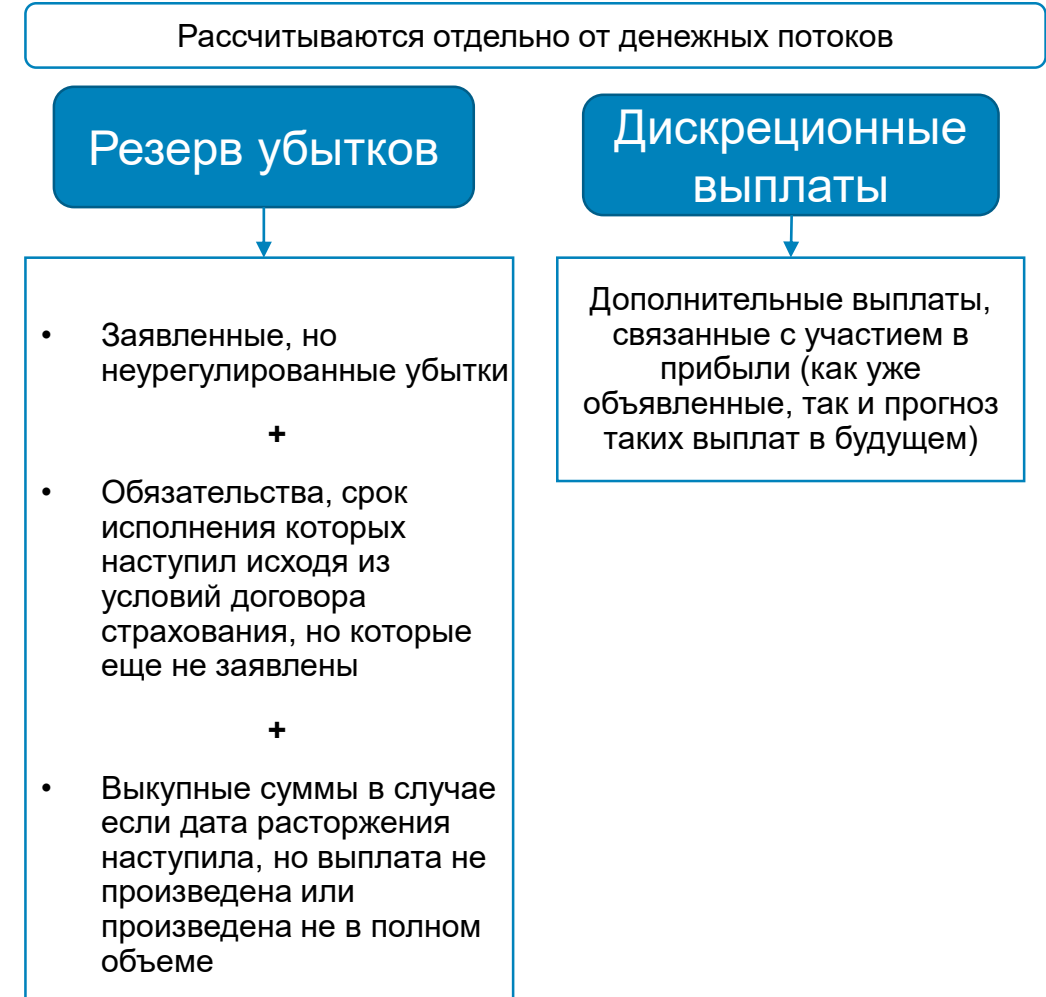 Рассчитываются отдельно от денежных потоков
Резерв убытков
Дискреционные
выплаты
• Заявленные, но
неурегулированные убытки
+
• Обязательства, срок
исполнения которых
наступил исходя из
условий договора
страхования, но которые
еще не заявлены
+
• Выкупные суммы в случае
если дата расторжения
наступила, но выплата не
произведена или
произведена не в полном
объеме
Дополнительные выплаты,
связанные с участием в
прибыли (как уже
объявленные, так и прогноз
таких выплат в будущем)